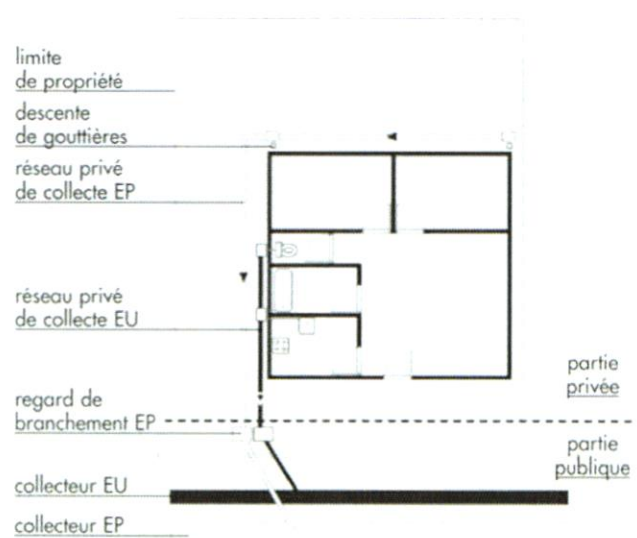 limite
de propriété
descente
de gouttières
réseau privé
de collecte EP
réseau privé
de collecte EU
partie
privée
regard de
branchement EP
partie
publique
collecteur EU
collecteur EP